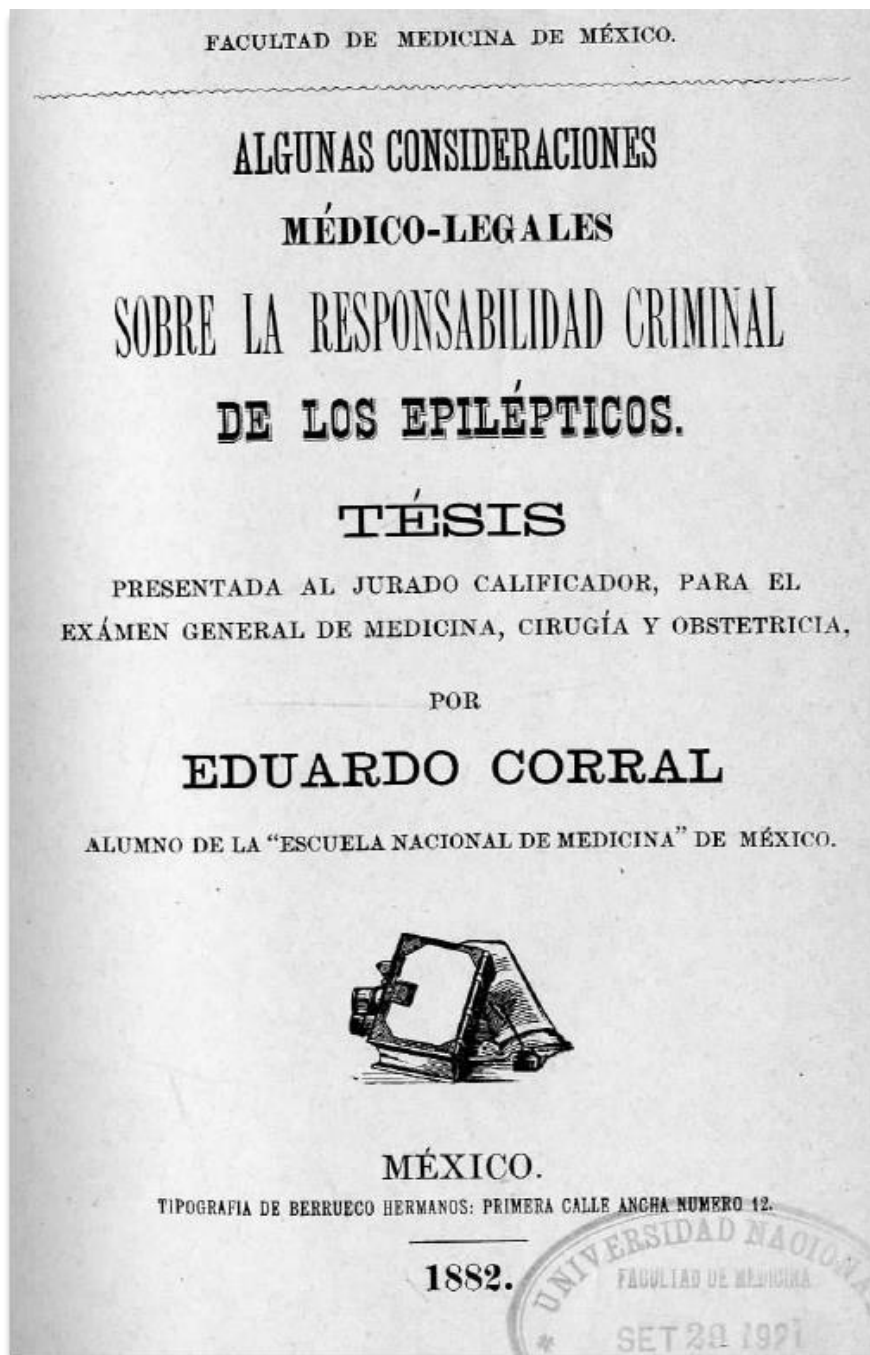 FACULTAD DE MEDICINA DE MÉXICO.
ALGUNAS CONSIDERACIONES
MÉDICO-LEGALES
SOBRE LA RESPONSABILIDAD CRIMINAL
DE LOS EPILÉPTICOS.
TÉSIS
PRESENTADA AL JURADO CALIFICADOR, PARA EL
EXÁMEN GENERAL DE MEDICINA, CIRUGÍA Y OBSTETRICIA,
POR
EDUARDO CORRAL
ALUMNO DE LA "ESCUELA NACIONAL DE MEDICINA" DE MÉXICO.
MÉXICO.
TIPOGRAFIA DE BERRUECO HERMANOS: PRIMERA CALLE ANCHA NUMERO 12.
1882.
UNIVERSIDAD NACIONAL
FACULTAD DE MEDICINA
SET 29 1921